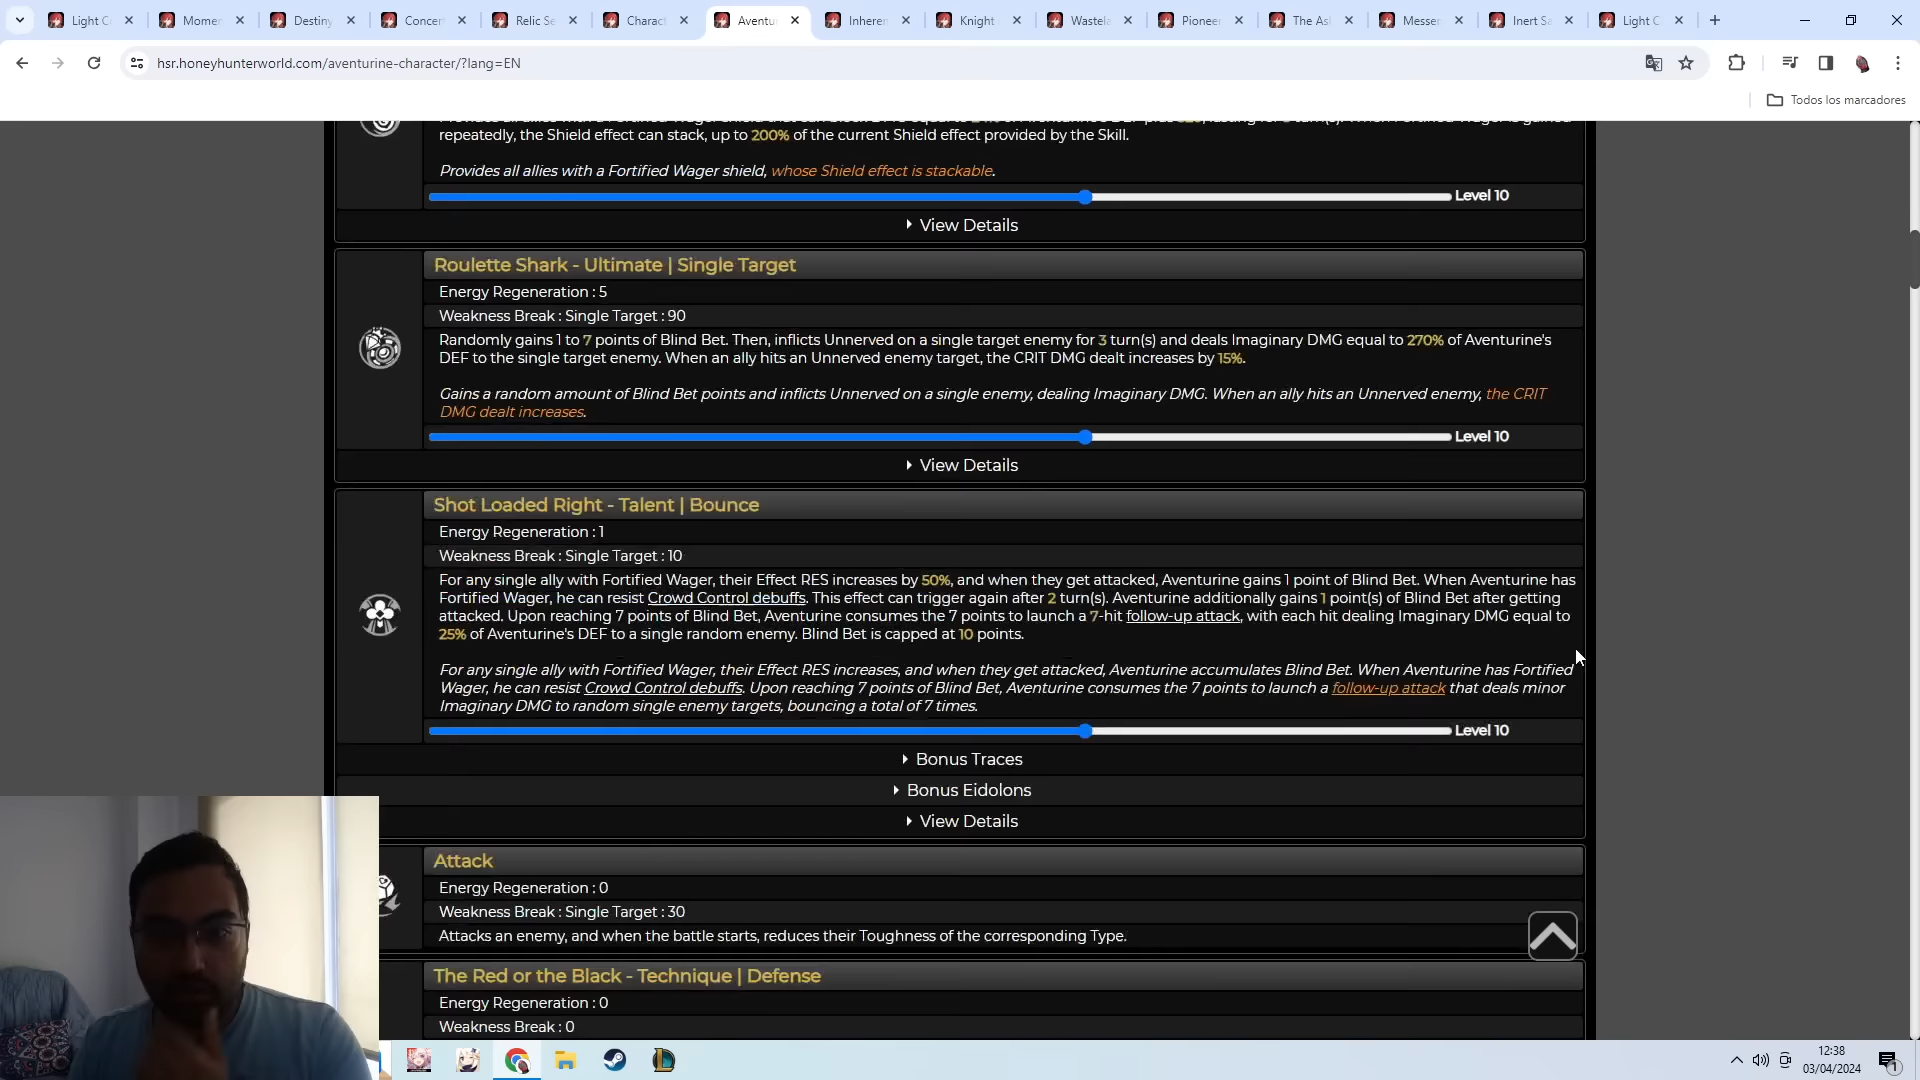 Light C
Momen
Destiny
Concer
Relic Se
Charact
Aventu
Inheren
Knight
Wastela
Pioneer
The As
Messen
Inert Sa
Light C
hsr.honeyhunterworld.com/aventurine-character/?lang=EN
Todos los marcadores
repeatedly, the Shield effect can stack, up to 200% of the current Shield effect provided by the Skill.
Provides all allies with a Fortified Wager shield, whose Shield effect is stackable.
Level 10
View Details
Roulette Shark - Ultimate | Single Target
Energy Regeneration : 5
Weakness Break : Single Target : 90
Randomly gains 1 to 7 points of Blind Bet. Then, inflicts Unnerved on a single target enemy for 3 turn(s) and deals Imaginary DMG equal to 270% of Aventurine's
DEF to the single target enemy. When an ally hits an Unnerved enemy target, the CRIT DMG dealt increases by 15%.
Gains a random amount of Blind Bet points and inflicts Unnerved on a single enemy, dealing Imaginary DMG. When an ally hits an Unnerved enemy, the CRIT
DMG dealt increases.
Level 10
View Details
Shot Loaded Right - Talent | Bounce
Energy Regeneration : 1
Weakness Break : Single Target : 10
For any single ally with Fortified Wager, their Effect RES increases by 50%, and when they get attacked, Aventurine gains 1 point of Blind Bet. When Aventurine has
Fortified Wager, he can resist Crowd Control debuffs. This effect can trigger again after 2 turn(s). Aventurine additionally gains 1 point(s) of Blind Bet after getting
attacked. Upon reaching 7 points of Blind Bet, Aventurine consumes the 7 points to launch a 7-hit follow-up attack, with each hit dealing Imaginary DMG equal to
25% of Aventurine's DEF to a single random enemy. Blind Bet is capped at 10 points.
For any single ally with Fortified Wager, their Effect RES increases, and when they get attacked, Aventurine accumulates Blind Bet. When Aventurine has Fortified
Wager, he can resist Crowd Control debuffs. Upon reaching 7 points of Blind Bet, Aventurine consumes the 7 points to launch a follow-up attack that deals minor
Imaginary DMG to random single enemy targets, bouncing a total of 7 times.
Level 10
Bonus Traces
Bonus Eidolons
View Details
Attack
Energy Regeneration : 0
Weakness Break : Single Target : 30
Attacks an enemy, and when the battle starts, reduces their Toughness of the corresponding Type.
The Red or the Black - Technique | Defense
Energy Regeneration : 0
Weakness Break : 0
12:38
03/04/2024
1